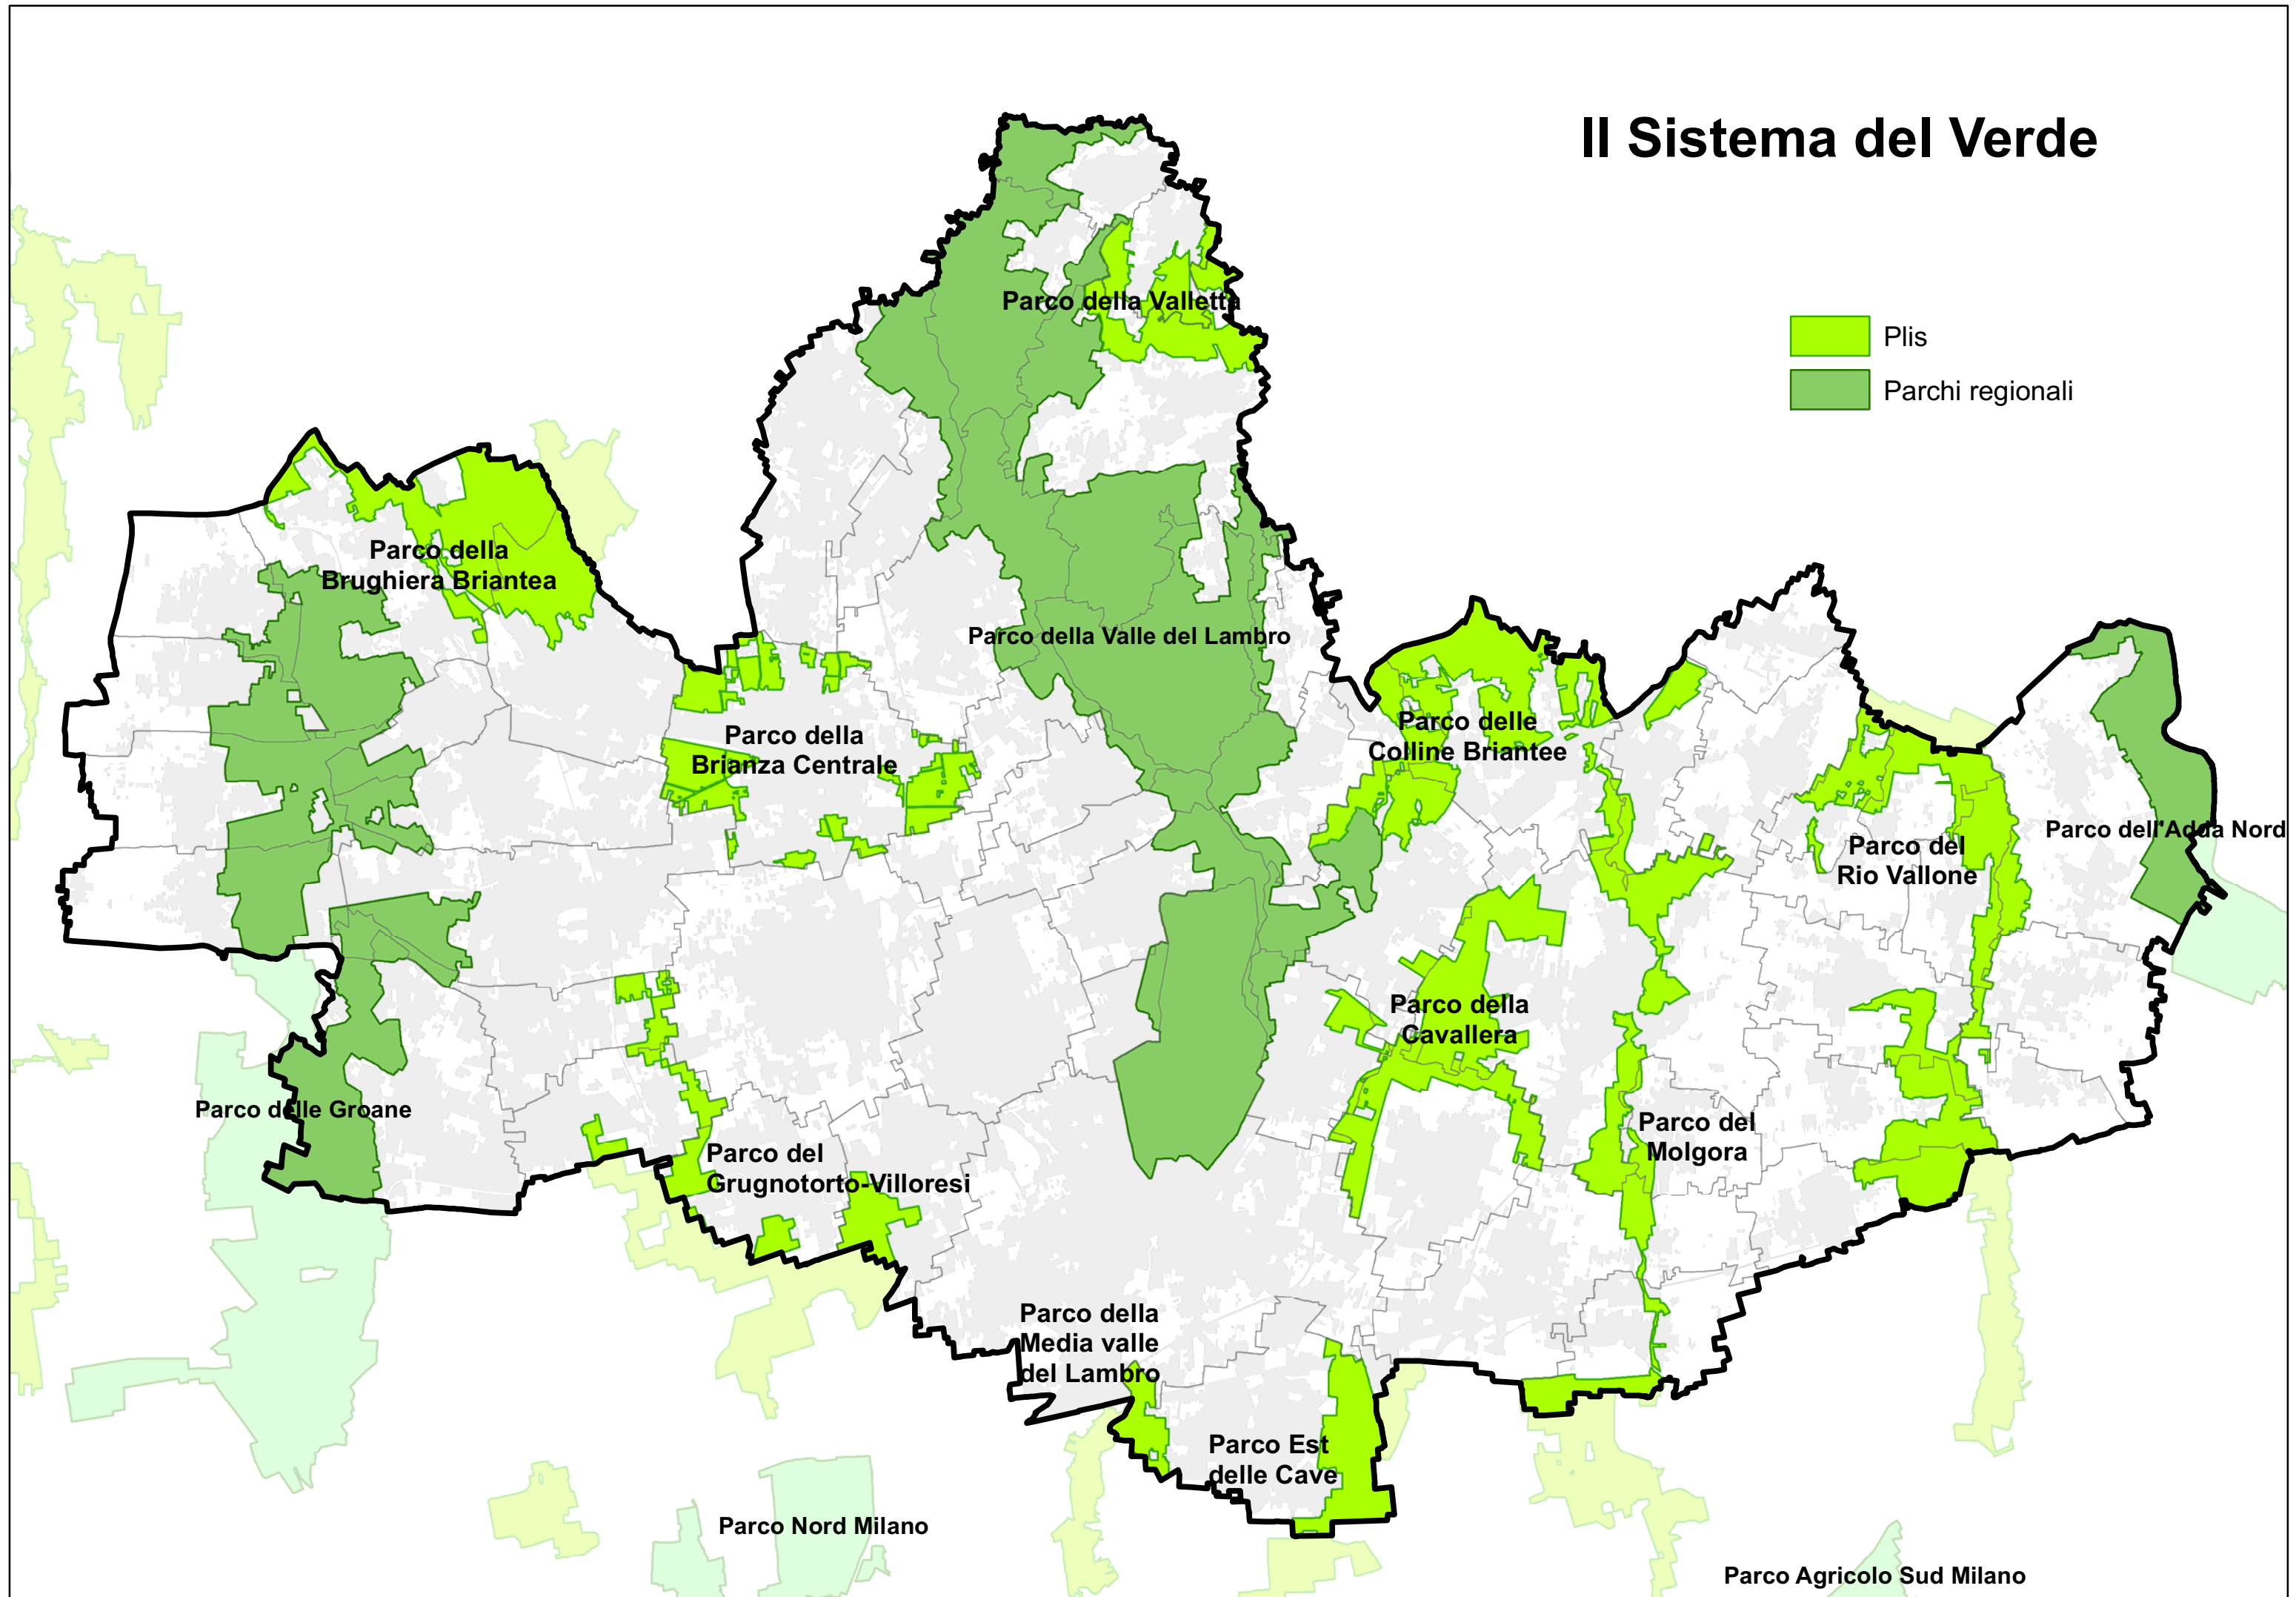 Il Sistema del Verde
Parco della Valletta
Plis
Parchi regionali
Parco della
Brughiera Briantea
Parco della Valle del Lambro
Parco della
Brianza Centrale
Parco delle
Colline Briantee
Parco dell'Adda Nord
Parco del
Rio Vallone
Parco della
Cavallera
Parco delle Groane
Parco del
Molgora
Parco del
Grugnotorto-Villoresi
Parco della
Media valle
del Lambro
Parco Est
delle Cave
Parco Nord Milano
Parco Agricolo Sud Milano